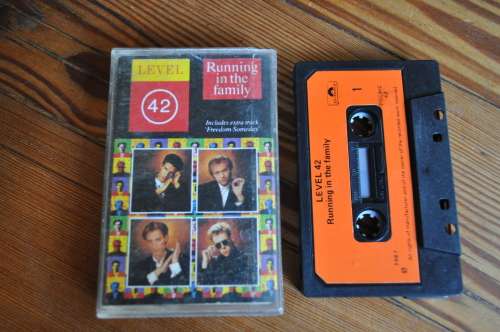 LEVEL
42
Running
in the
family
Includes extra track
'Freedom Someday'
1
LEVEL 42
Running in the family